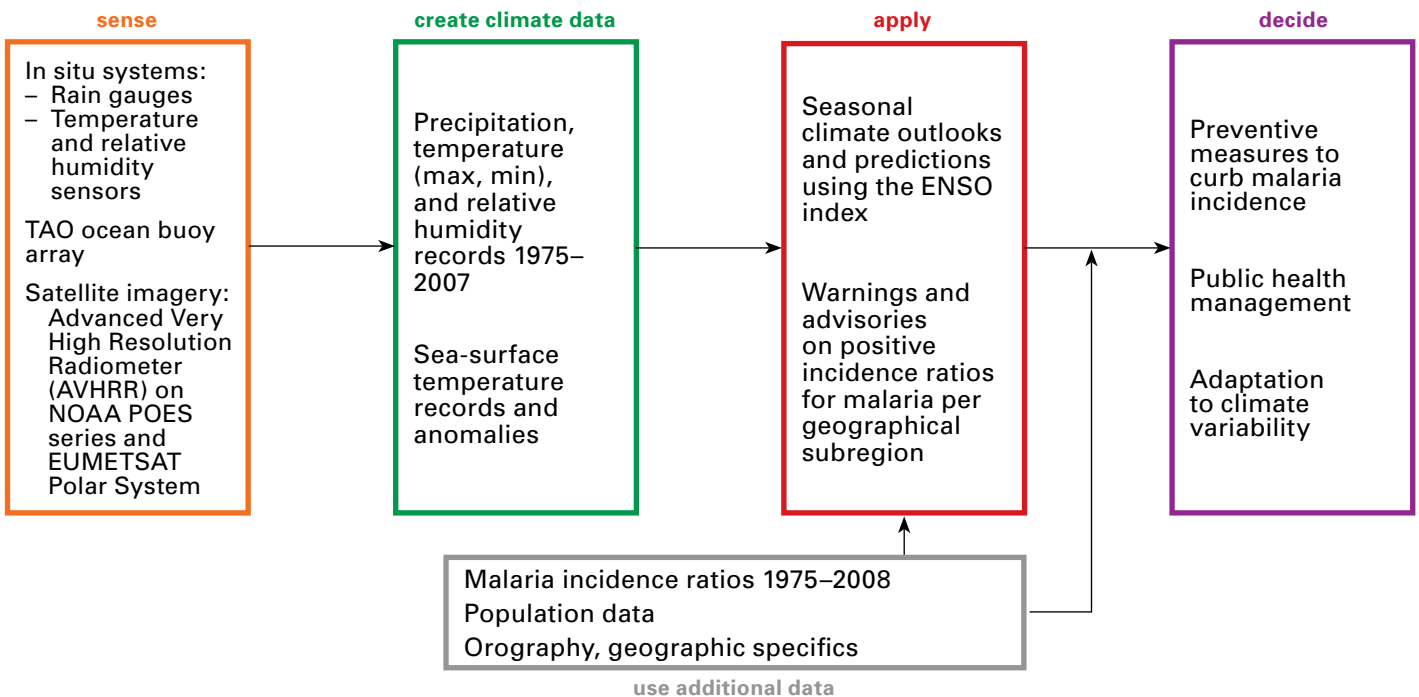 sense
In situ systems:
– Rain gauges
– Temperature
and relative
humidity
sensors
TAO ocean buoy
array
Satellite imagery:
Advanced Very
High Resolution
Radiometer
(AVHRR) on
NOAA POES
series and
EUMETSAT
Polar System
create climate data
Precipitation,
temperature
(max, min),
and relative
humidity
records 1975–
2007
Sea-surface
temperature
records and
anomalies
apply
Seasonal
climate outlooks
and predictions
using the ENSO
index
Warnings and
advisories
on positive
incidence ratios
for malaria per
geographical
subregion
decide
Preventive
measures to
curb malaria
incidence
Public health
management
Adaptation
to climate
variability
Malaria incidence ratios 1975–2008
Population data
Orography, geographic specifics
use additional data